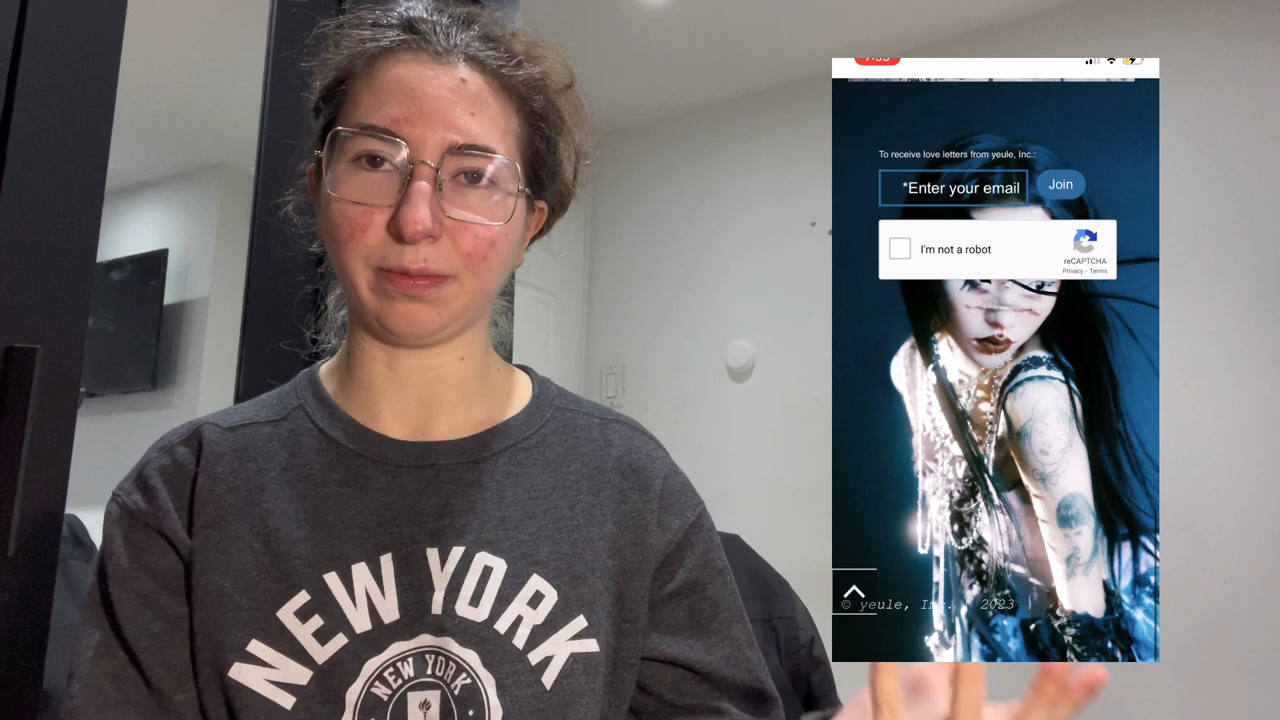 NEW YORK
NEW YORK
To receive love letters from yeule, Inc.:
*Enter your email
Join
I'm not a robot
reCAPTCHA
Privacy - Terms
© yeule, Inc. 2023